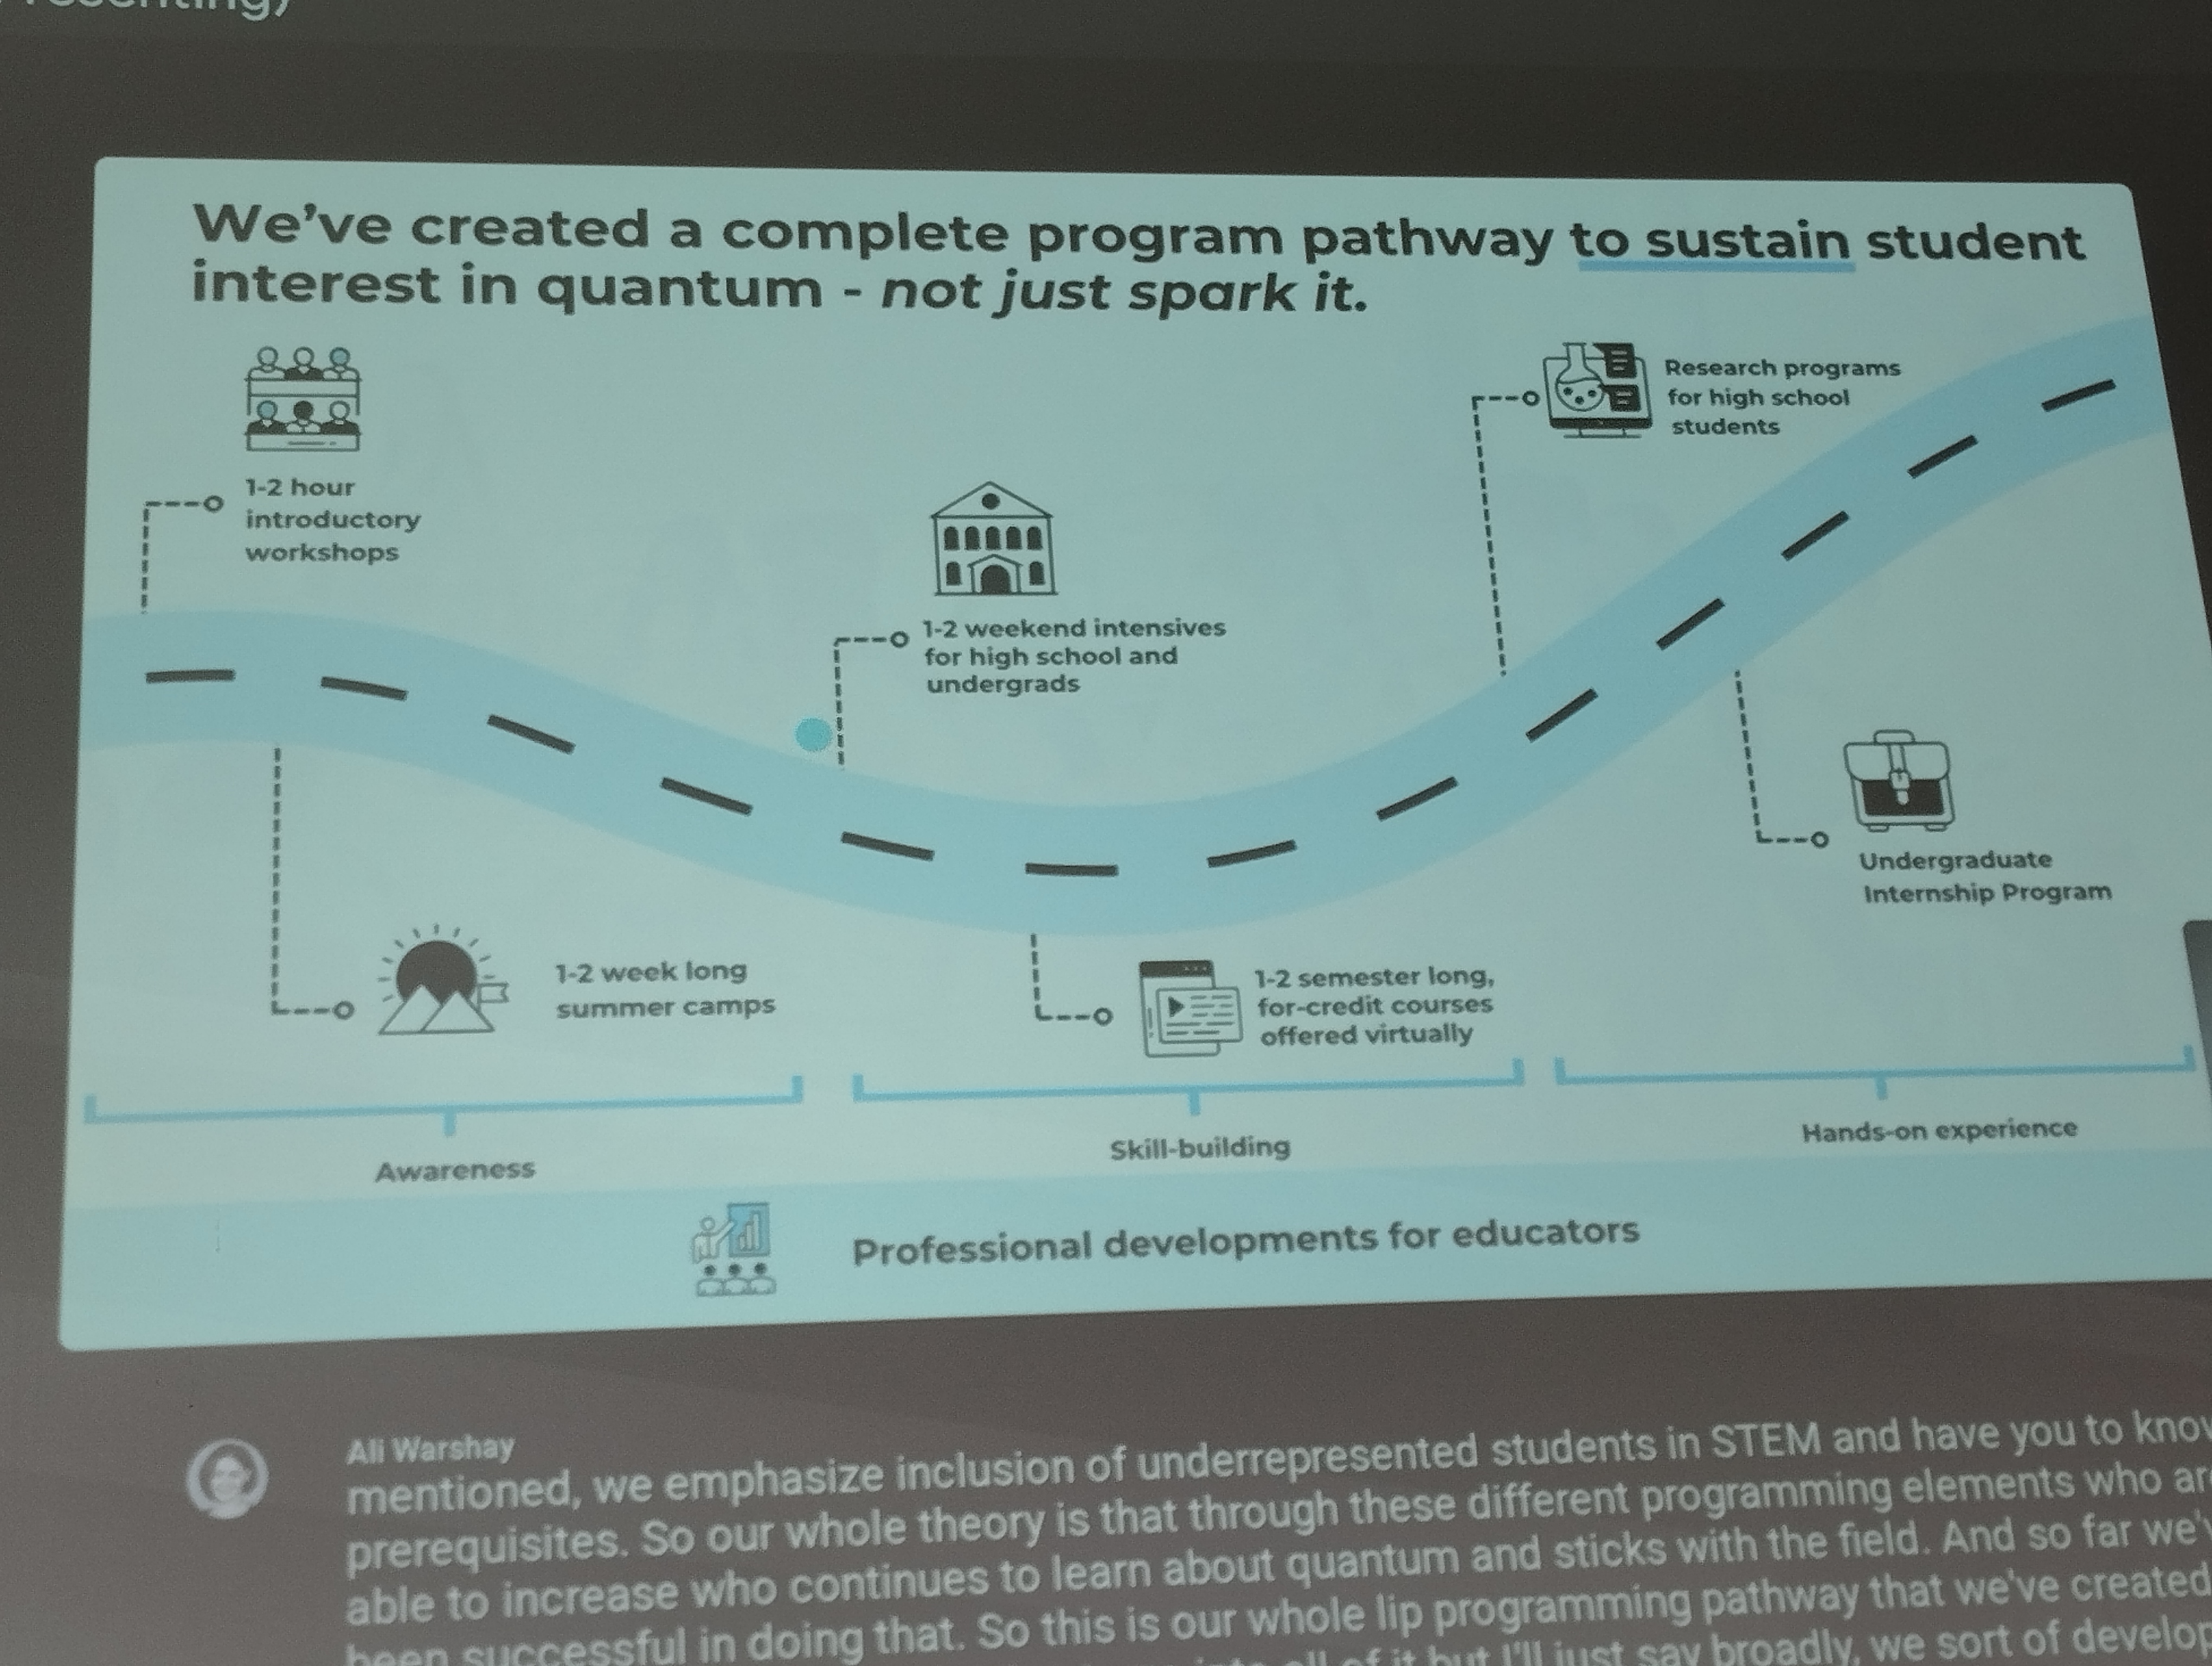 We've created a complete program pathway to sustain student
interest in quantum - not just spark it.
1-2 hour
introductory
workshops
1-2 weekend intensives
for high school and
undergrads
Research programs
for high school
students
Undergraduate
Internship Program
1-2 week long
summer camps
1-2 semester long,
for-credit courses
offered virtually
Awareness
Skill-building
Hands-on experience
Professional developments for educators
Ali Warshay
mentioned, we emphasize inclusion of underrepresented students in STEM and have you to know
prerequisites. So our whole theory is that through these different programming elements who
able to increase who continues to learn about quantum and sticks with the field. And so far
been successful in doing that. So this is our whole lip programming pathway that we've created
all of it but I'll just say broadly, we sort of